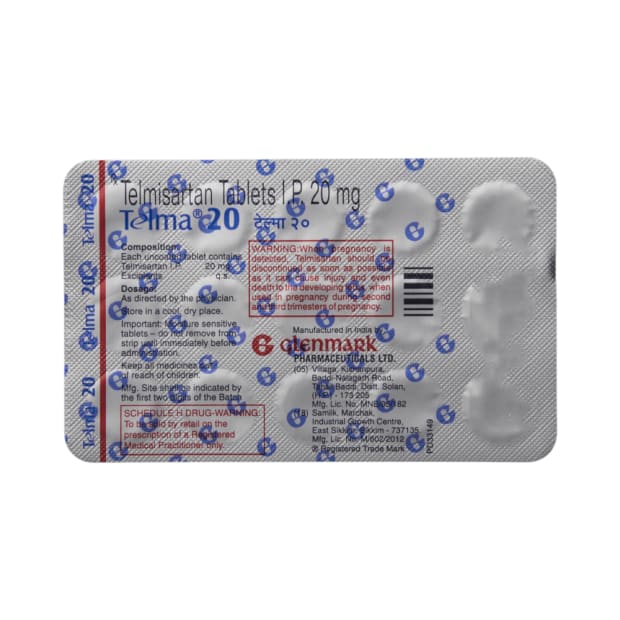 Telmisartan Tablets I.P. 20 mg
Telma® 20 टेल्मा २०
Composition:
Each uncoated tablet contains
Telmisartan I.P. 20 mg
Excipients q.s.
Dosage:
As directed by the physician.
Store in a cool, dry place.
Important: Moisture sensitive
tablets – do not remove from
strip until immediately before
administration.
Keep all medicines out
of reach of children.
Mfg. Site shall be indicated by
the first two digits of the Batch
SCHEDULE H DRUG-WARNING:
To be sold by retail on the
prescription of a Registered
Medical Practitioner only.
WARNING: When pregnancy is
detected, Telmisartan should be
discontinued as soon as possible
as it can cause injury and even
death to the developing fetus when
used in pregnancy during second
and third trimesters of pregnancy.
Manufactured in India by
G glenmark
PHARMACEUTICALS LTD.
(05) Village, Kishanpura,
Baddi-Nalagarh Road,
Tehsil Baddi, Distt. Solan,
(H.P.) - 173 205
Mfg. Lic. No.
(18) Samlik, Marchak,
Industrial Growth Centre,
East Sikkim, Sikkim - 737135
Mfg. Lic. No. M/602/2012
® Registered Trade Mark
PD33149
Telma 20
Telma 20
Telma 20